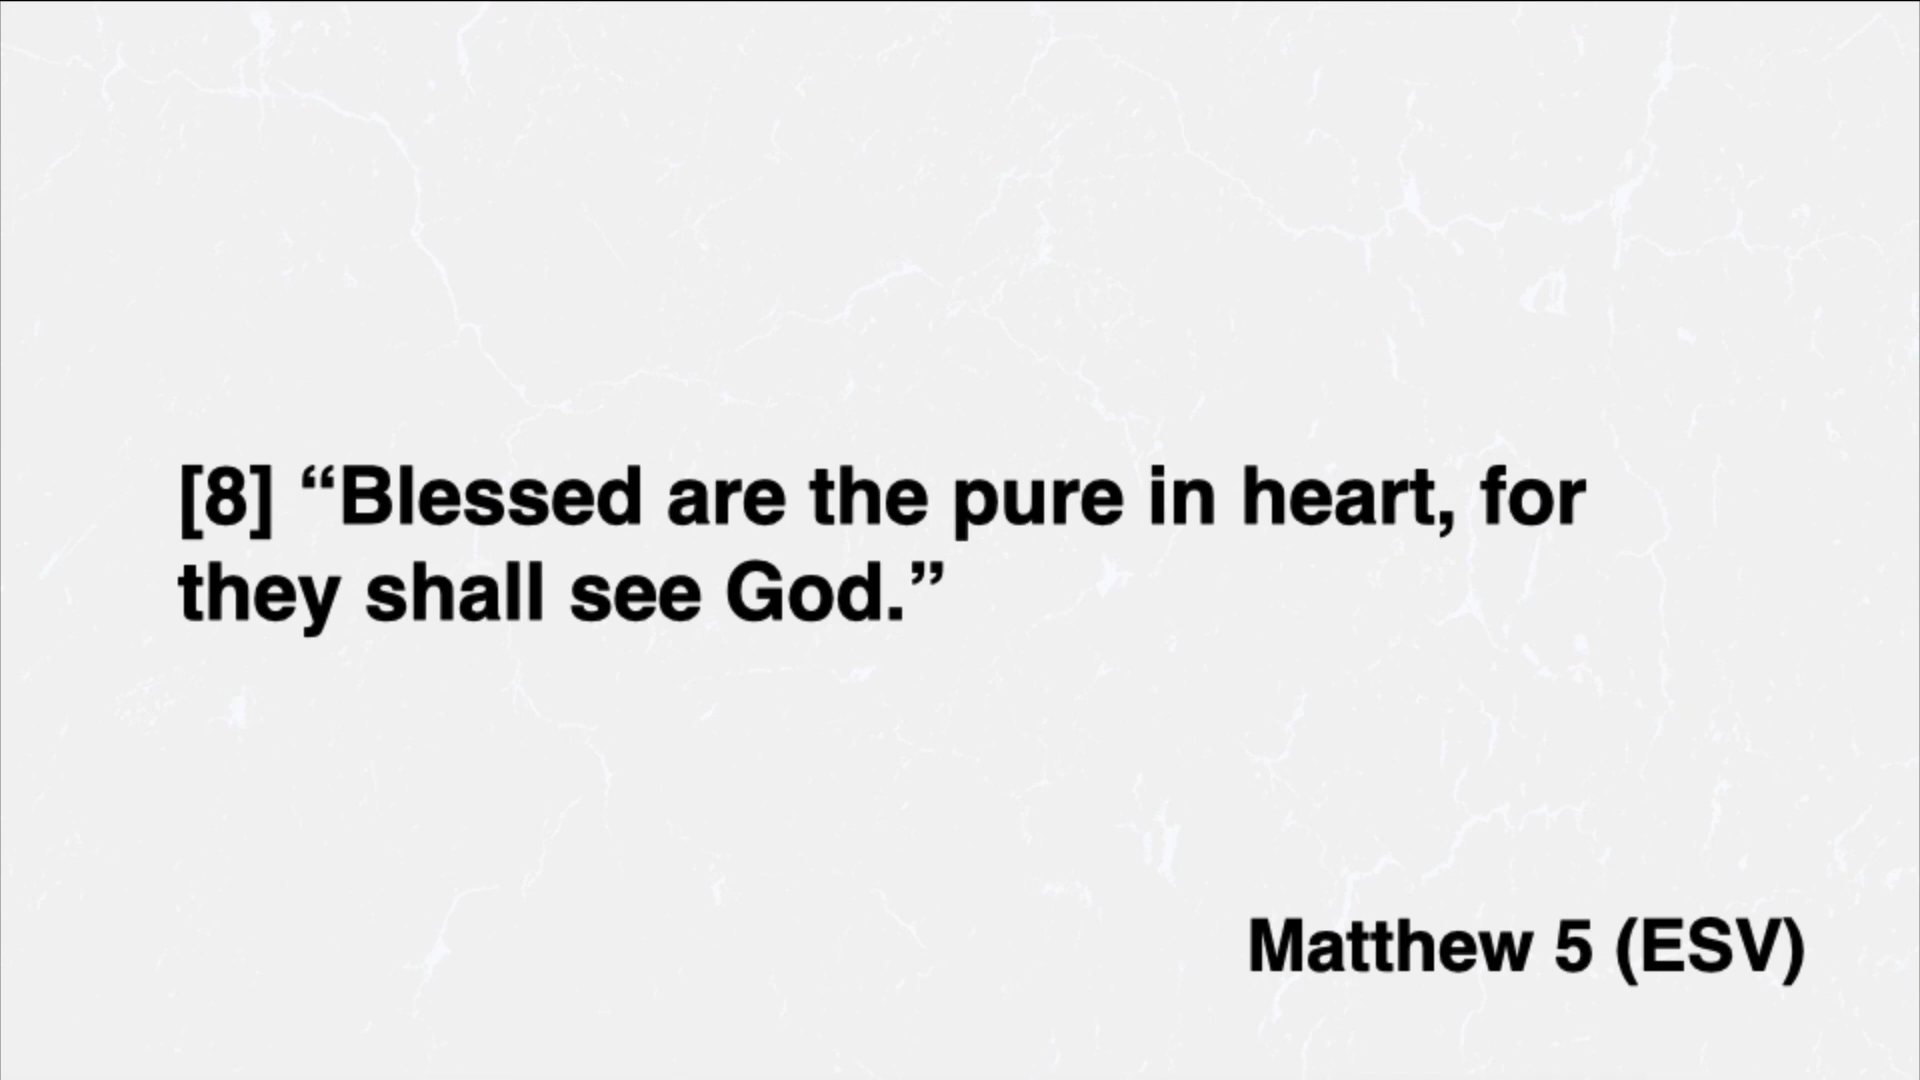 [8] “Blessed are the pure in heart, for
they shall see God.”
Matthew 5 (ESV)